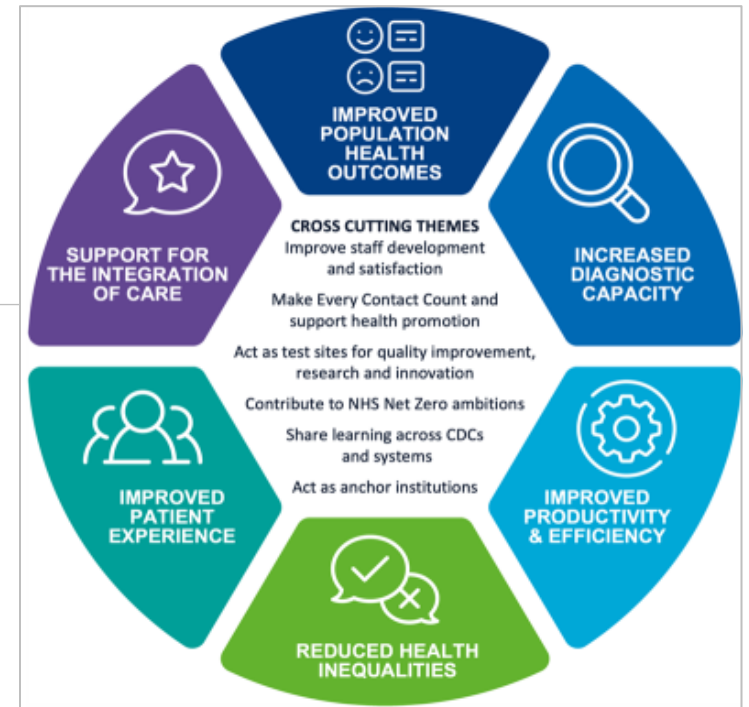 IMPROVED
POPULATION
HEALTH
OUTCOMES
INCREASED
DIAGNOSTIC
CAPACITY
IMPROVED
PRODUCTIVITY
& EFFICIENCY
REDUCED HEALTH
INEQUALITIES
IMPROVED
PATIENT
EXPERIENCE
SUPPORT FOR
THE INTEGRATION
OF CARE
CROSS CUTTING THEMES
Improve staff development
and satisfaction
Make Every Contact Count and
support health promotion
Act as test sites for quality improvement,
research and innovation
Contribute to NHS Net Zero ambitions
Share learning across CDCs
and systems
Act as anchor institutions